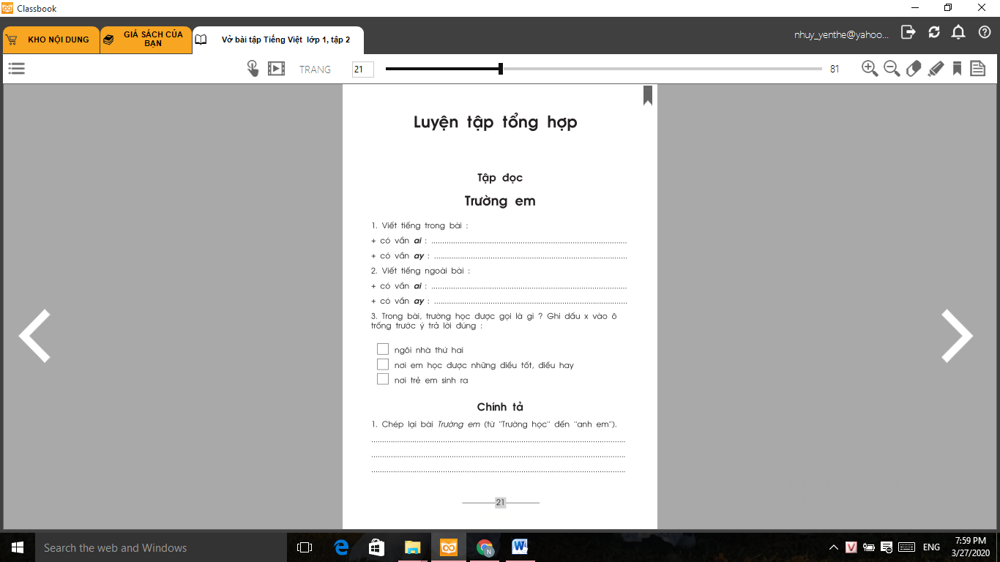 Classbook
KHO NỘI DUNG
GIÁ SÁCH CỦA
BẠN
Vở bài tập Tiếng Việt lớp 1, tập 2
nhuy_yenthe@yahoo...
TRANG
21
81
Luyện tập tổng hợp
Tập đọc
Trường em
1. Viết tiếng trong bài :
+ có vần ai : ..........................................................................................
+ có vần ay : .........................................................................................
2. Viết tiếng ngoài bài :
+ có vần ai : ..........................................................................................
+ có vần ay : .........................................................................................
3. Trong bài, trường học được gọi là gì ? Ghi dấu x vào ô
trống trước ý trả lời đúng :
ngôi nhà thứ hai
nơi em học được những điều tốt, điều hay
nơi trẻ em sinh ra
Chính tả
1. Chép lại bài Trường em (từ "Trường học" đến "anh em").
.....................................................................................................................
.....................................................................................................................
.....................................................................................................................
21
Search the web and Windows
ENG
7:59 PM
3/27/2020